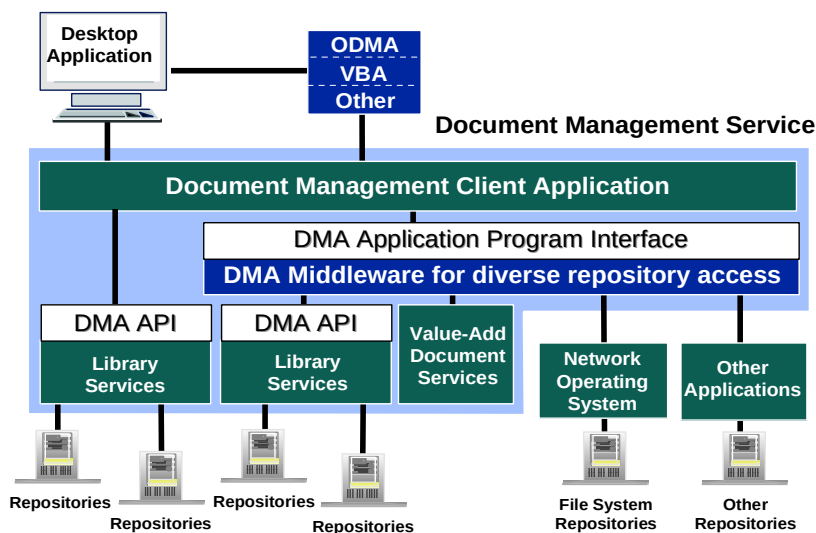 Desktop
Application
ODMA
VBA
Other
Document Management Service
Document Management Client Application
DMA Application Program Interface
DMA Middleware for diverse repository access
DMA API
Library
Services
DMA API
Library
Services
Value-Add
Document
Services
Network
Operating
System
Other
Applications
Repositories
Repositories
Repositories
Repositories
File System
Repositories
Other
Repositories